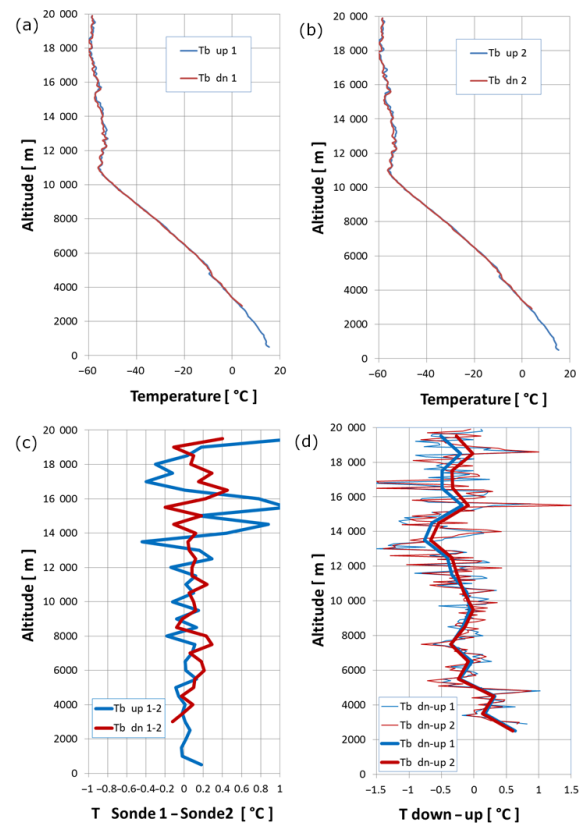 (a)
20 000
18 000
16 000
14 000
12 000
10 000
8000
6000
4000
2000
0
Altitude [ m ]
Tb up 1
Tb dn 1
−60 −40 −20 0 20
Temperature [ °C ]
(b)
20 000
18 000
16 000
14 000
12 000
10 000
8000
6000
4000
2000
0
Altitude [ m ]
Tb up 2
Tb dn 2
−60 −40 −20 0 20
Temperature [ °C ]
(c)
20 000
18 000
16 000
14 000
12 000
10 000
8000
6000
4000
2000
0
Altitude [ m ]
Tb up 1-2
Tb dn 1-2
−1 −0.8 −0.6 −0.4 −0.2 0 0.2 0.4 0.6 0.8 1
T Sonde 1 – Sonde2 [ °C ]
(d)
20 000
18 000
16 000
14 000
12 000
10 000
8000
6000
4000
2000
0
Altitude [ m ]
Tb dn-up 1
Tb dn-up 2
Tb dn-up 1
Tb dn-up 2
−1.5 −1 −0.5 0 0.5 1 1.5
T down – up [ °C ]